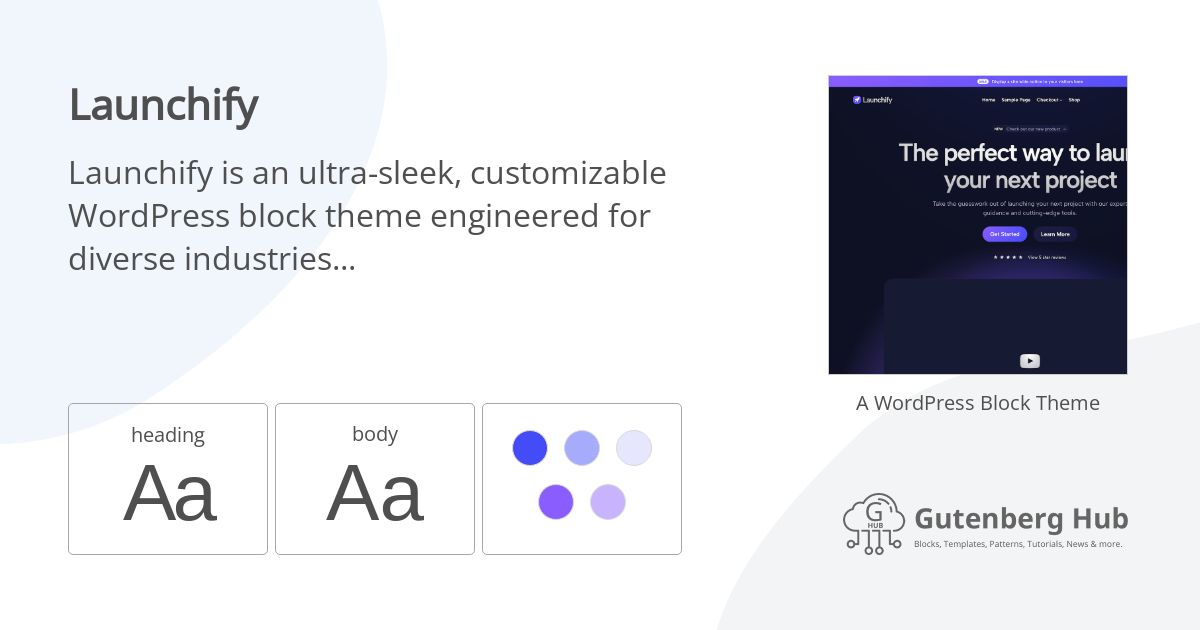 Launchify
Launchify is an ultra-sleek, customizable
WordPress block theme engineered for
diverse industries...
heading
Aa
body
Aa
Display a site-wide notice to your visitors here
Launchify
Home Sample Page Checkout Shop
NEW Check out our new product →
The perfect way to lau
your next project
Take the guesswork out of launching your next project with our expert
guidance and cutting-edge tools.
Get Started Learn More
★ ★ ★ ★ ★ View 5 star reviews
A WordPress Block Theme
G
HUB
Gutenberg Hub
Blocks, Templates, Patterns, Tutorials, News & more.